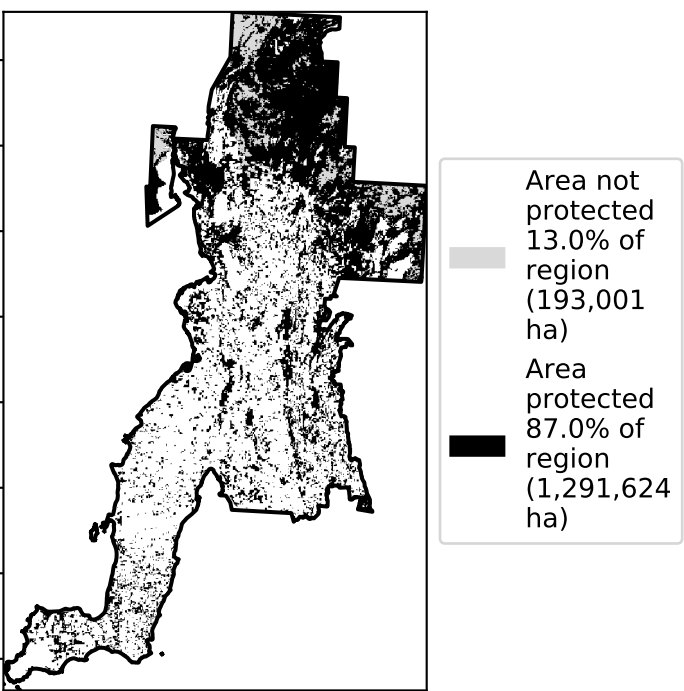 Area not
protected
13.0% of
region
(193,001
ha)
Area
protected
87.0% of
region
(1,291,624
ha)